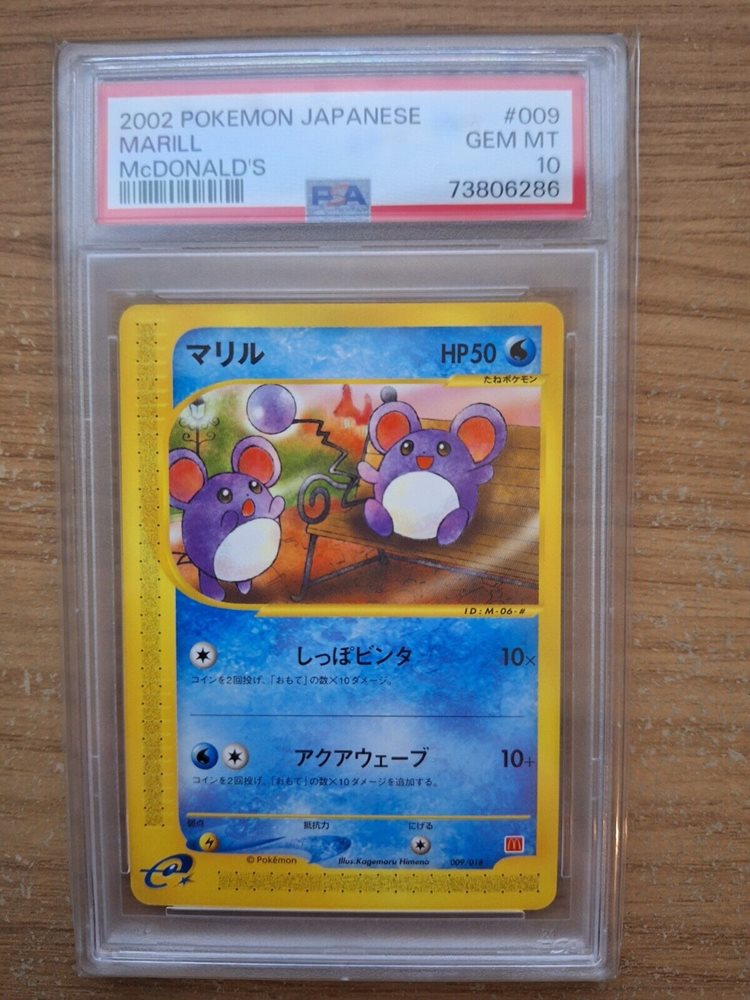 2002 POKEMON JAPANESE #009
MARILL GEM MT
McDONALD'S 10
PSA 73806286
マリル HP50
たねポケモン
ID:M-06-#
しっぽビンタ 10×
コインを2回投げ、「おもて」の数×10ダメージ。
アクアウェーブ 10+
コインを2回投げ、「おもて」の数×10ダメージを追加する。
弱点 抵抗力 にげる
©Pokémon Illus.Kagemaru Himeno 009/018
e